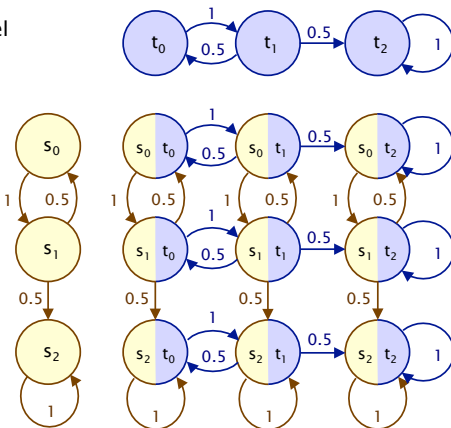 el
1
t0 0.5 t1 0.5 t2 1
1
s0 s0 t0 0.5 s0 t1 0.5 s0 t2 1
1 0.5 1 0.5 1 0.5 1 0.5
1
s1 s1 t0 0.5 s1 t1 0.5 s1 t2 1
0.5 0.5 0.5 0.5
1
s2 s2 t0 0.5 s2 t1 0.5 s2 t2 1
1 1 1 1